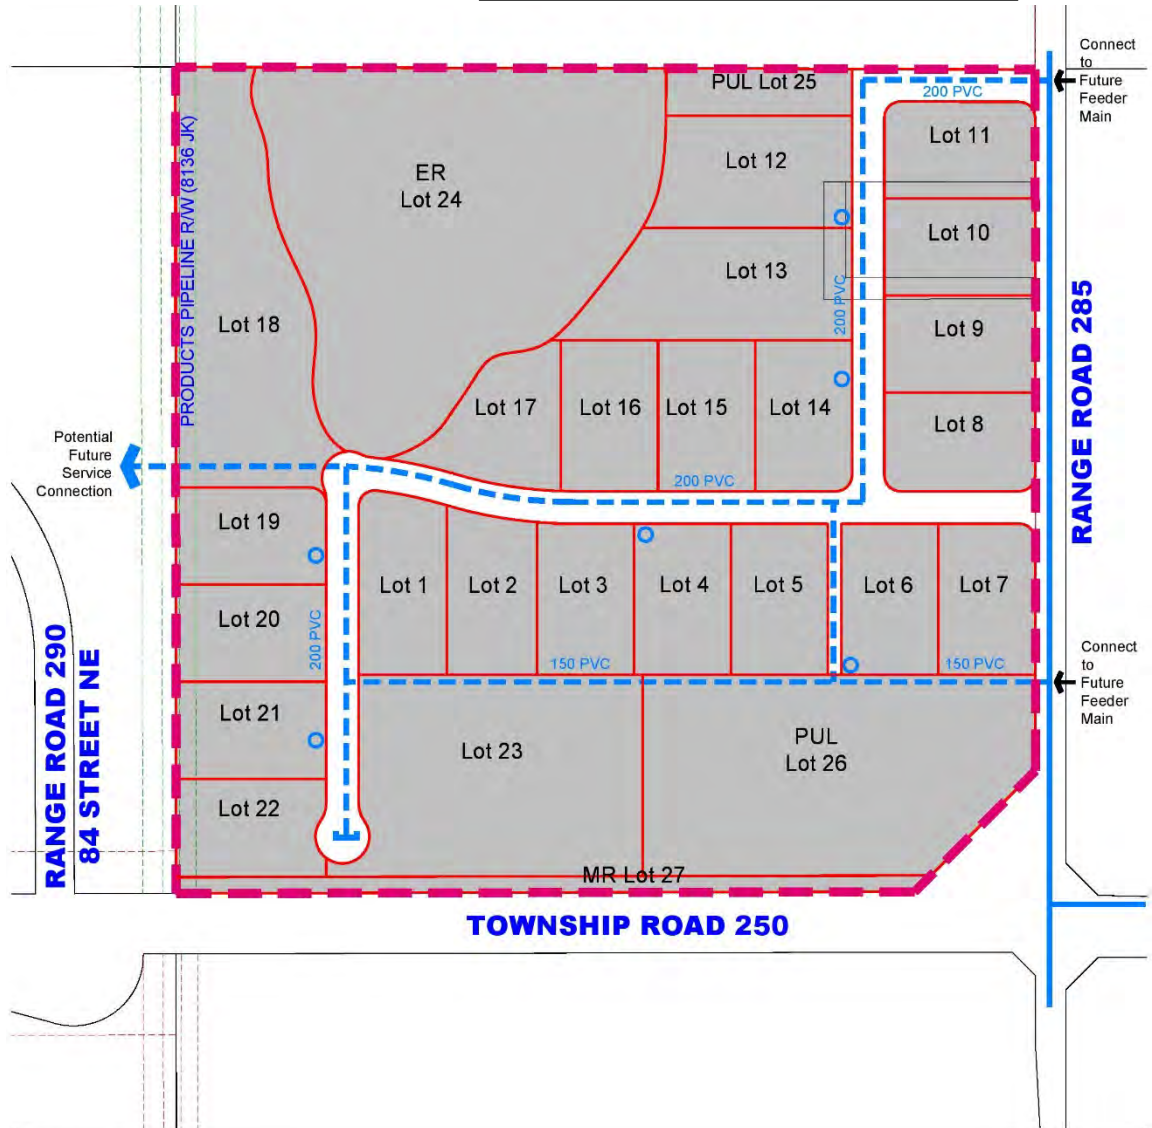 Connect
to
Future
Feeder
Main
PUL Lot 25
200 PVC
Lot 11
Lot 12
ER
Lot 24
PRODUCTS PIPELINE R/W (8136 JK)
Lot 10
Lot 13
200 PVC
Lot 18
Lot 9
RANGE ROAD 285
Lot 17
Lot 16
Lot 15
Lot 14
Lot 8
Potential
Future
Service
Connection
200 PVC
Lot 19
Lot 1
Lot 2
Lot 3
Lot 4
Lot 5
Lot 6
Lot 7
Lot 20
200 PVC
150 PVC
150 PVC
Connect
to
Future
Feeder
Main
RANGE ROAD 290
84 STREET NE
Lot 21
Lot 23
PUL
Lot 26
Lot 22
MR Lot 27
TOWNSHIP ROAD 250